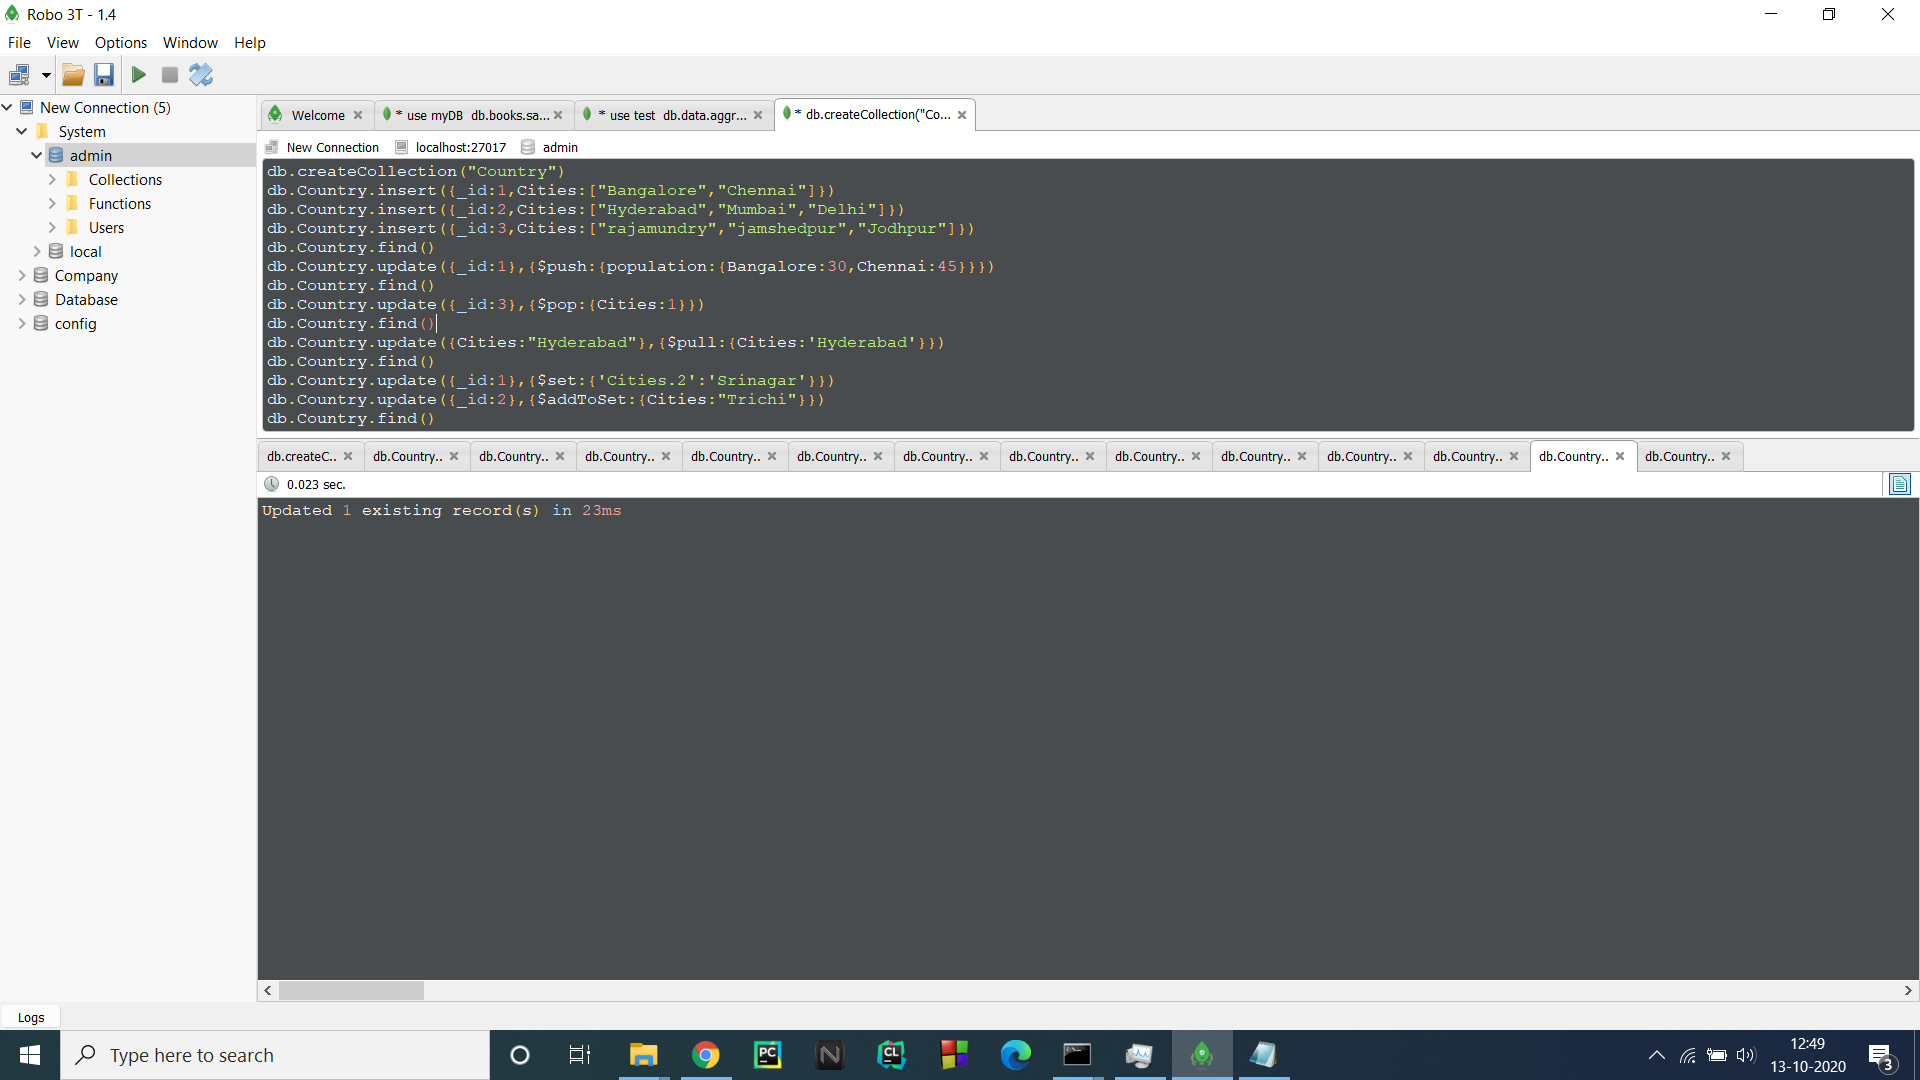 Robo 3T - 1.4
File View Options Window Help
New Connection (5)
System
admin
Collections
Functions
Users
local
Company
Database
config
Welcome
* use myDB db.books.sa...
* use test db.data.aggr...
* db.createCollection("Co...
New Connection localhost:27017 admin
db.createCollection("Country")
db.Country.insert({_id:1,Cities:["Bangalore","Chennai"]})
db.Country.insert({_id:2,Cities:["Hyderabad","Mumbai","Delhi"]})
db.Country.insert({_id:3,Cities:["rajamundry","jamshedpur","Jodhpur"]})
db.Country.find()
db.Country.update({_id:1},{$push:{population:{Bangalore:30,Chennai:45}}})
db.Country.find()
db.Country.update({_id:3},{$pop:{Cities:1}})
db.Country.find()
db.Country.update({Cities:"Hyderabad"},{$pull:{Cities:'Hyderabad'}})
db.Country.find()
db.Country.update({_id:1},{$set:{'Cities.2':'Srinagar'}})
db.Country.update({_id:2},{$addToSet:{Cities:"Trichi"}})
db.Country.find()
db.createC.. db.Country.. db.Country.. db.Country.. db.Country.. db.Country.. db.Country.. db.Country.. db.Country.. db.Country.. db.Country.. db.Country.. db.Country.. db.Country..
0.023 sec.
Updated 1 existing record(s) in 23ms
Logs
Type here to search
PC
N
CL
12:49
13-10-2020
3